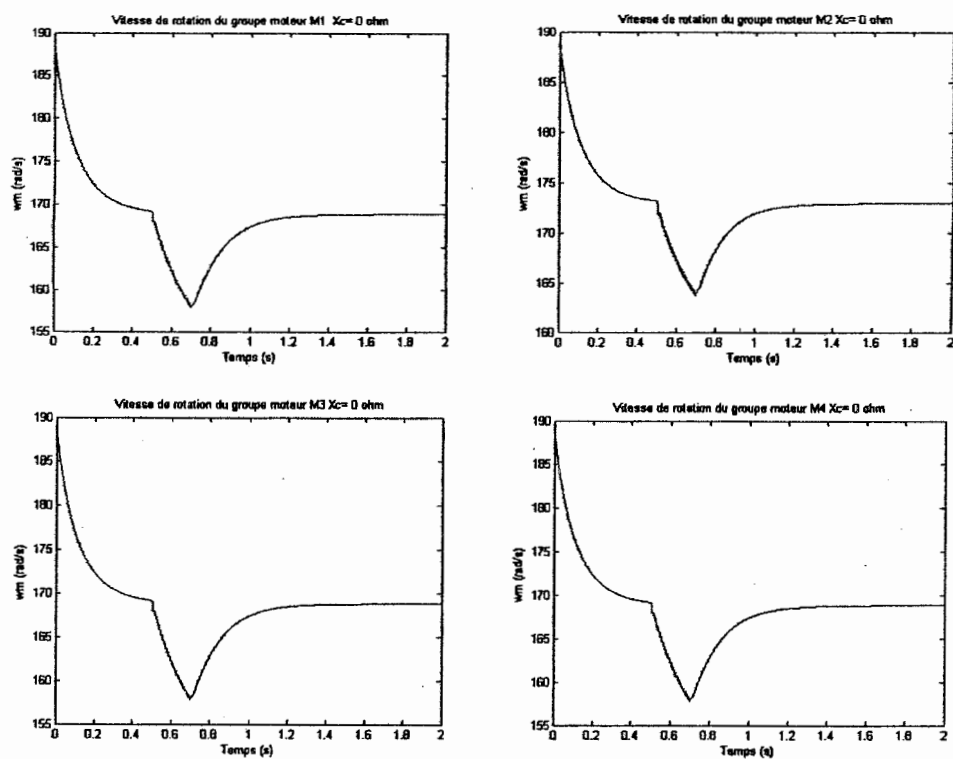 Vitesse de rotation du groupe moteur M1 Xc= 0 ohm
190
185
180
175
170
165
160
155
wm (rad/s)
0 0.2 0.4 0.6 0.8 1 1.2 1.4 1.6 1.8 2
Temps (s)
Vitesse de rotation du groupe moteur M2 Xc= 0 ohm
190
185
180
175
170
165
160
wm (rad/s)
0 0.2 0.4 0.6 0.8 1 1.2 1.4 1.6 1.8 2
Temps (s)
Vitesse de rotation du groupe moteur M3 Xc= 0 ohm
190
185
180
175
170
165
160
155
wm (rad/s)
0 0.2 0.4 0.6 0.8 1 1.2 1.4 1.6 1.8 2
Temps (s)
Vitesse de rotation du groupe moteur M4 Xc= 0 ohm
190
185
180
175
170
165
160
155
wm (rad/s)
0 0.2 0.4 0.6 0.8 1 1.2 1.4 1.6 1.8 2
Temps (s)